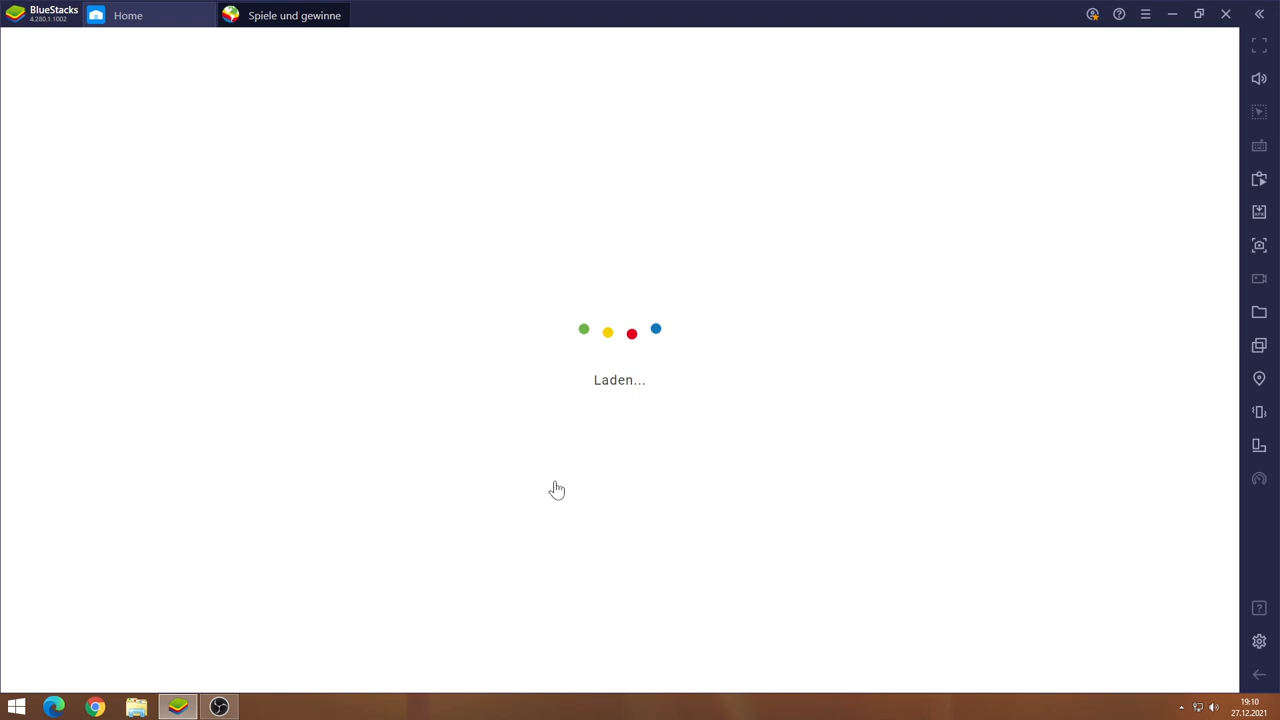 BlueStacks
4.280.1.1002
Home
Spiele und gewinne
Laden...
19:10
27.12.2021